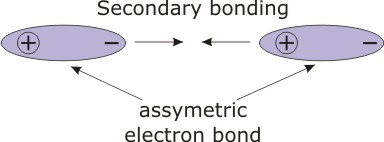 Secondary bonding
+ - + -
assymetric
electron bond